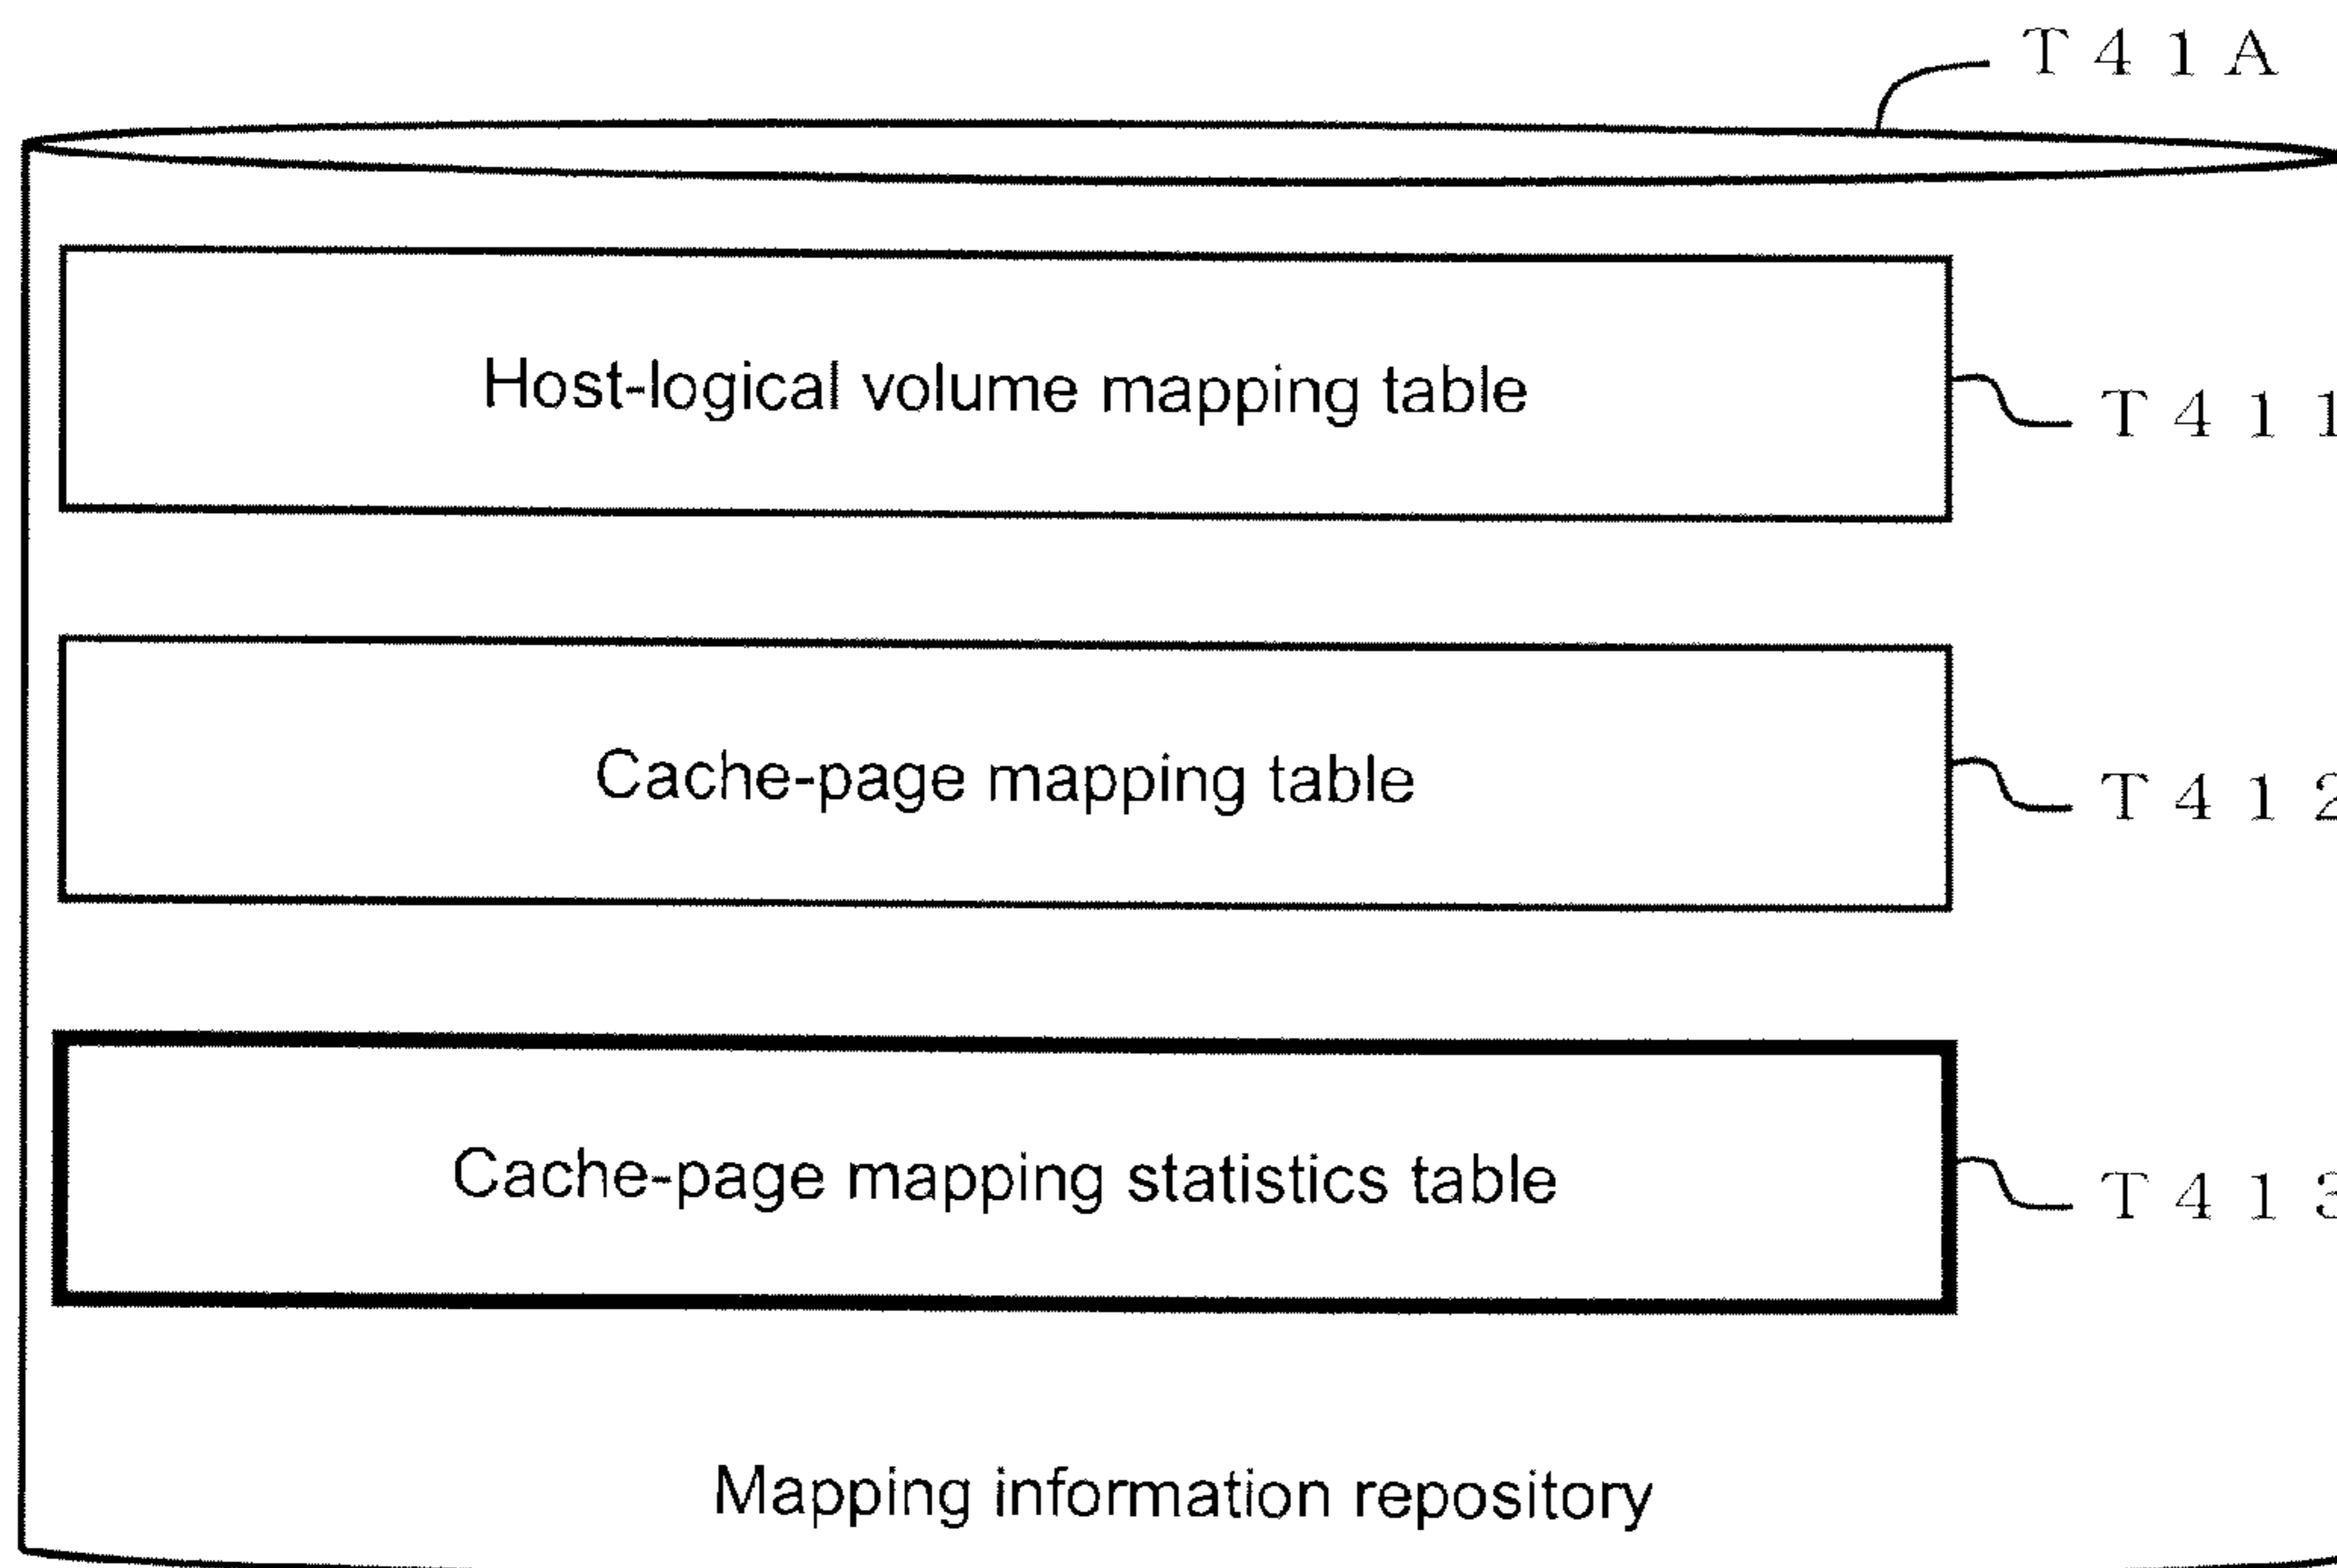 T41A
Host-logical volume mapping table
T411
Cache-page mapping table
T412
Cache-page mapping statistics table
T413
Mapping information repository